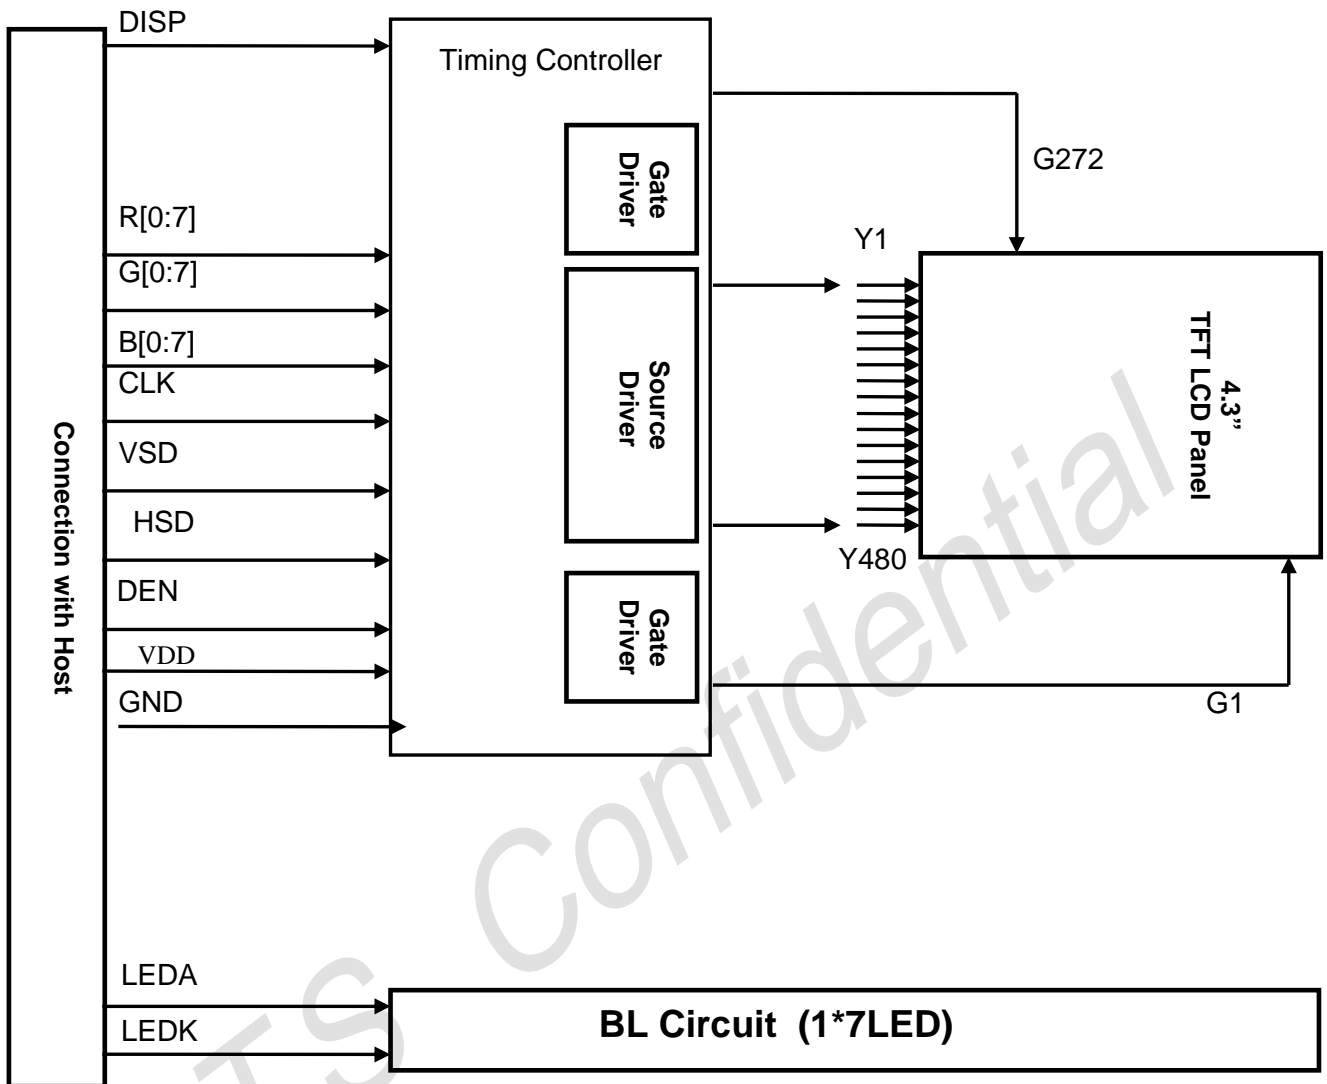 DISP
Timing Controller
Gate
Driver
G272
R[0:7]
Y1
G[0:7]
B[0:7]
CLK
Source
Driver
4.3”
TFT LCD Panel
Connection with Host
VSD
HSD
Y480
DEN
Gate
Driver
VDD
GND
G1
LEDA
LEDK
BL Circuit (1*7LED)
TS Confidential